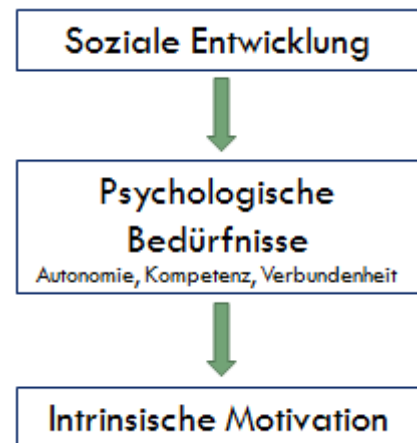 Soziale Entwicklung
Psychologische
Bedürfnisse
Autonomie, Kompetenz, Verbundenheit
Intrinsische Motivation